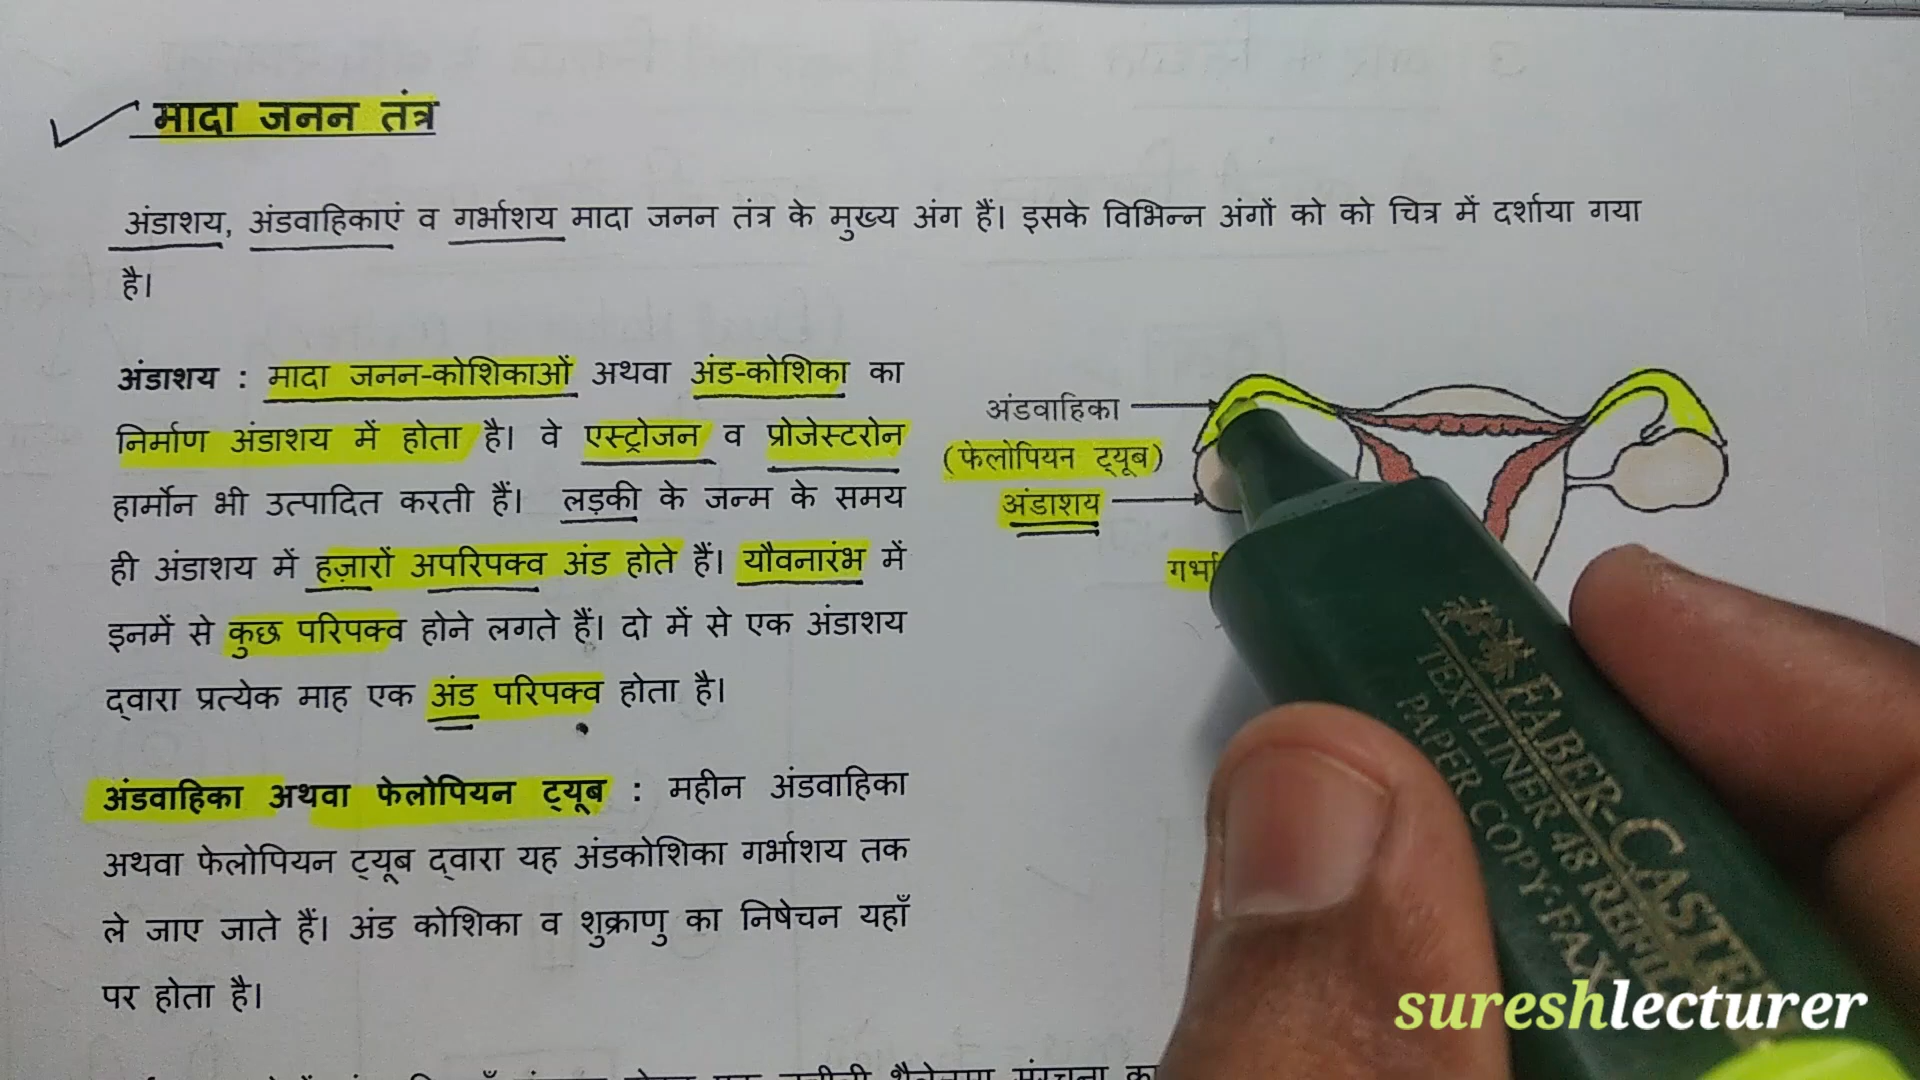 मादा जनन तंत्र
अंडाशय, अंडवाहिकाएं व गर्भाशय मादा जनन तंत्र के मुख्य अंग हैं। इसके विभिन्न अंगों को को चित्र में दर्शाया गया
है।
अंडाशय : मादा जनन-कोशिकाओं अथवा अंड-कोशिका का
निर्माण अंडाशय में होता है। वे एस्ट्रोजन व प्रोजेस्टरोन
हार्मोन भी उत्पादित करती हैं। लड़की के जन्म के समय
ही अंडाशय में हज़ारों अपरिपक्व अंड होते हैं। यौवनारंभ में
इनमें से कुछ परिपक्व होने लगते हैं। दो में से एक अंडाशय
द्वारा प्रत्येक माह एक अंड परिपक्व होता है।
अंडवाहिका अथवा फेलोपियन ट्यूब : महीन अंडवाहिका
अथवा फेलोपियन ट्यूब द्वारा यह अंडकोशिका गर्भाशय तक
ले जाए जाते हैं। अंड कोशिका व शुक्राणु का निषेचन यहाँ
पर होता है।
अंडवाहिका
(फेलोपियन ट्यूब)
अंडाशय
गर्भा
FABER-CASTE
TEXTLINER 48 REFILL
PAPER·COPY·FAX
sureshlecturer